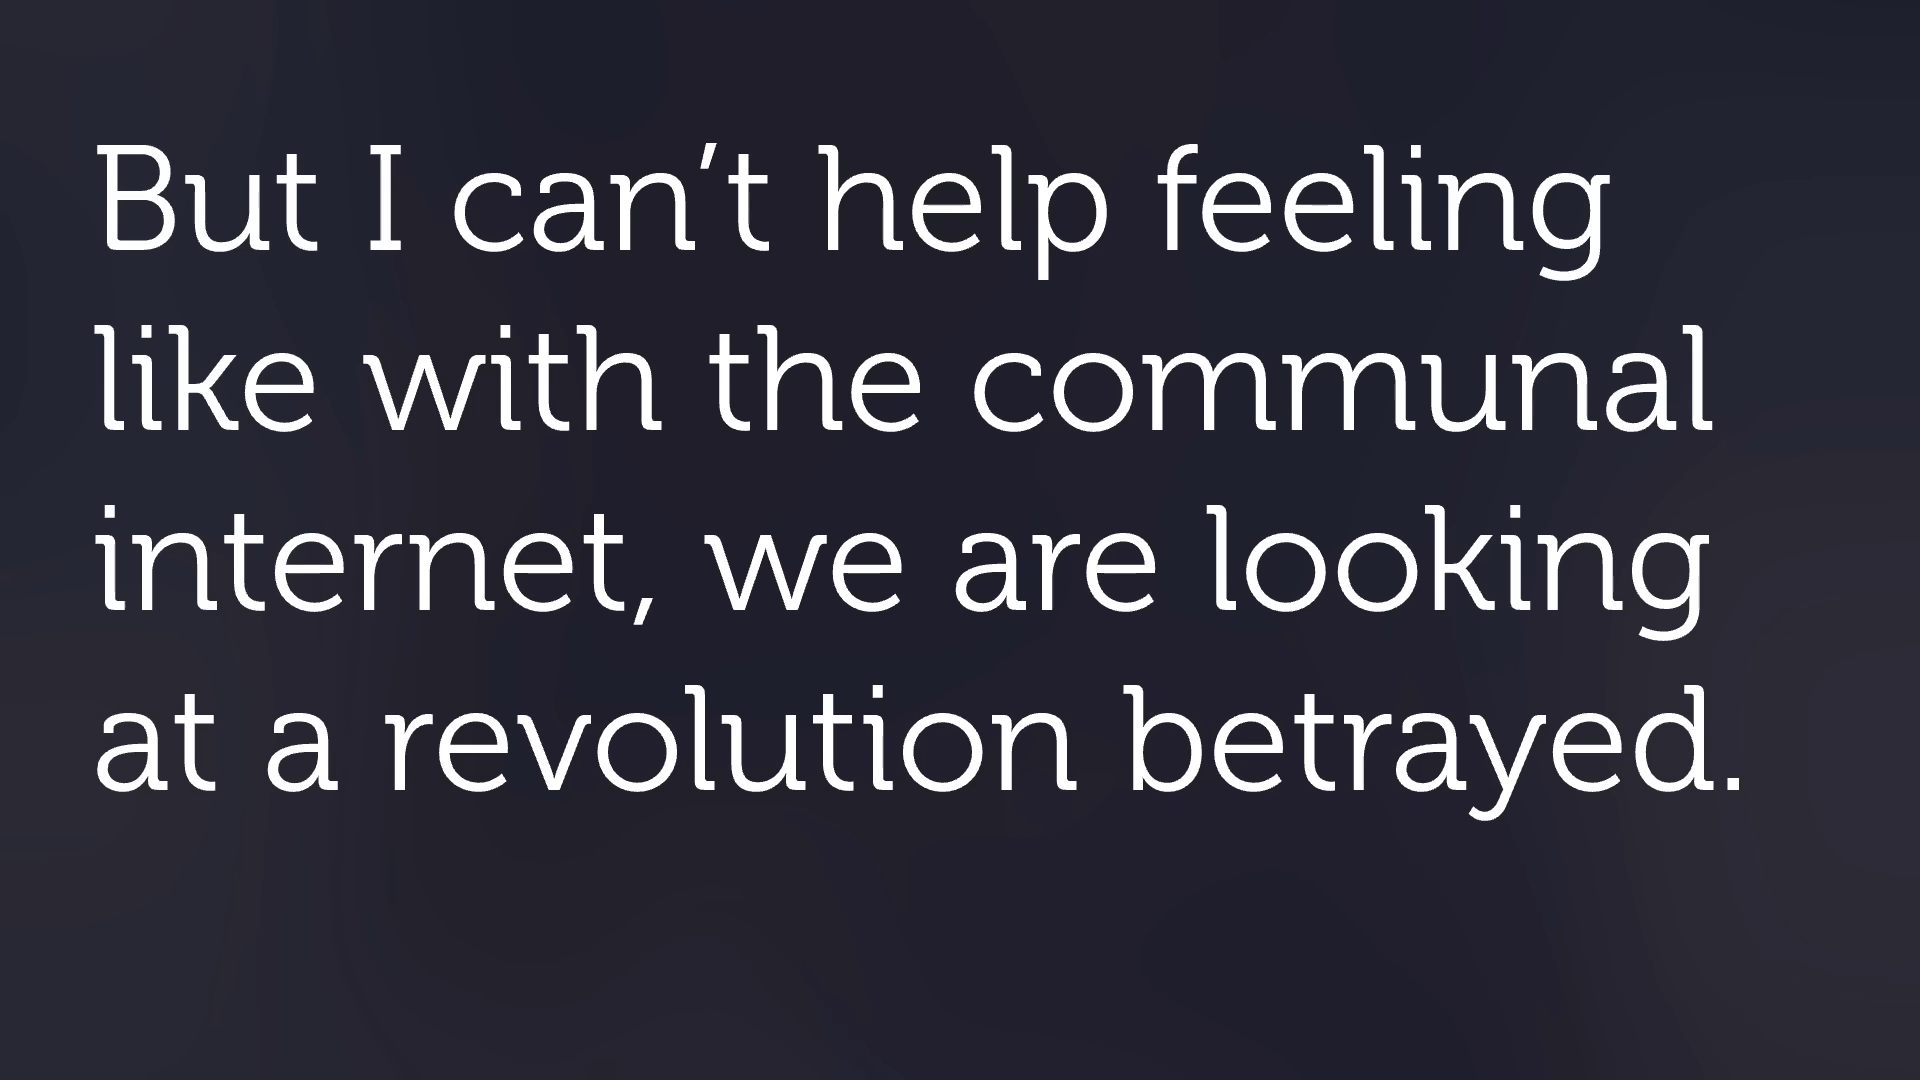 But I can’t help feeling
like with the communal
internet, we are looking
at a revolution betrayed.